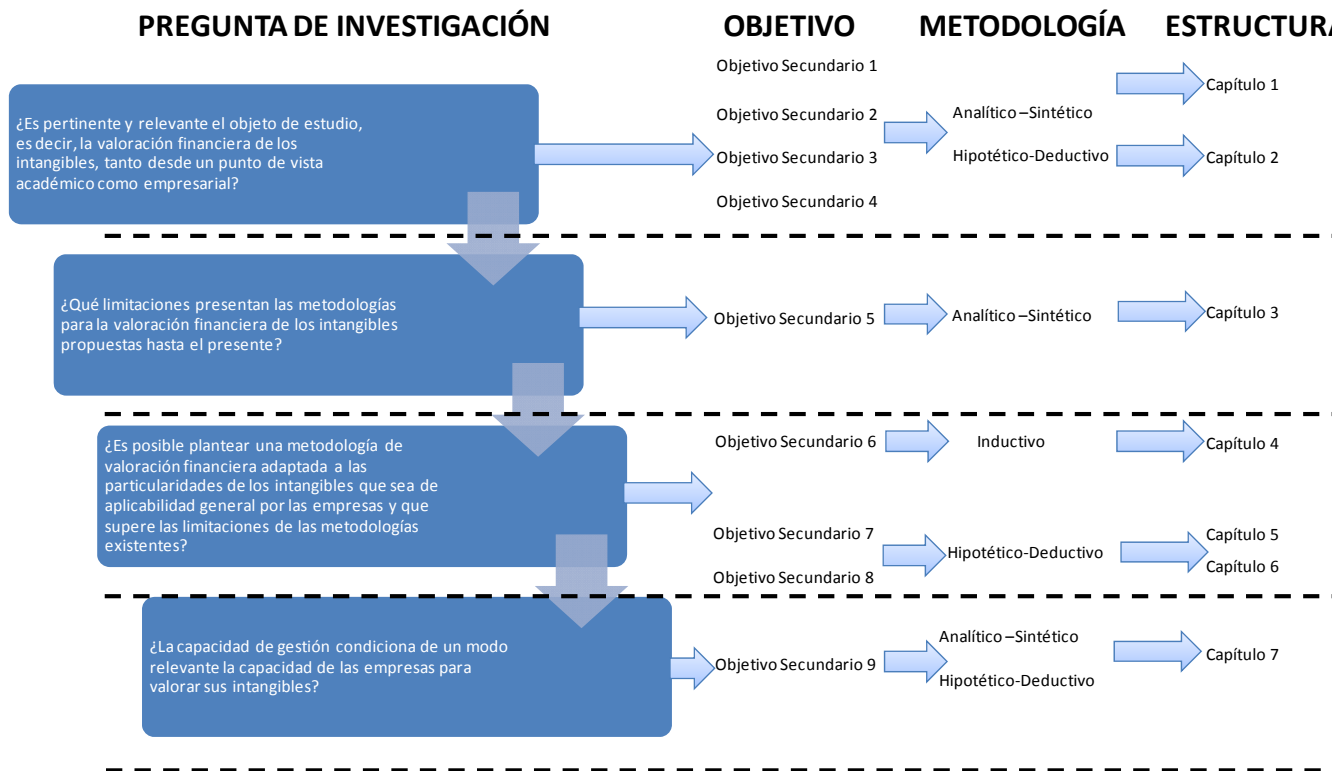 PREGUNTA DE INVESTIGACIÓN
OBJETIVO
METODOLOGÍA
ESTRUCTURA
¿Es pertinente y relevante el objeto de estudio,
es decir, la valoración financiera de los
intangibles, tanto desde un punto de vista
académico como empresarial?
Objetivo Secundario 1
Objetivo Secundario 2
Objetivo Secundario 3
Objetivo Secundario 4
Analítico –Sintético
Hipotético-Deductivo
Capítulo 1
Capítulo 2
¿Qué limitaciones presentan las metodologías
para la valoración financiera de los intangibles
propuestas hasta el presente?
Objetivo Secundario 5
Analítico –Sintético
Capítulo 3
¿Es posible plantear una metodología de
valoración financiera adaptada a las
particularidades de los intangibles que sea de
aplicabilidad general por las empresas y que
supere las limitaciones de las metodologías
existentes?
Objetivo Secundario 6
Inductivo
Capítulo 4
Objetivo Secundario 7
Objetivo Secundario 8
Hipotético-Deductivo
Capítulo 5
Capítulo 6
¿La capacidad de gestión condiciona de un modo
relevante la capacidad de las empresas para
valorar sus intangibles?
Objetivo Secundario 9
Analítico –Sintético
Hipotético-Deductivo
Capítulo 7